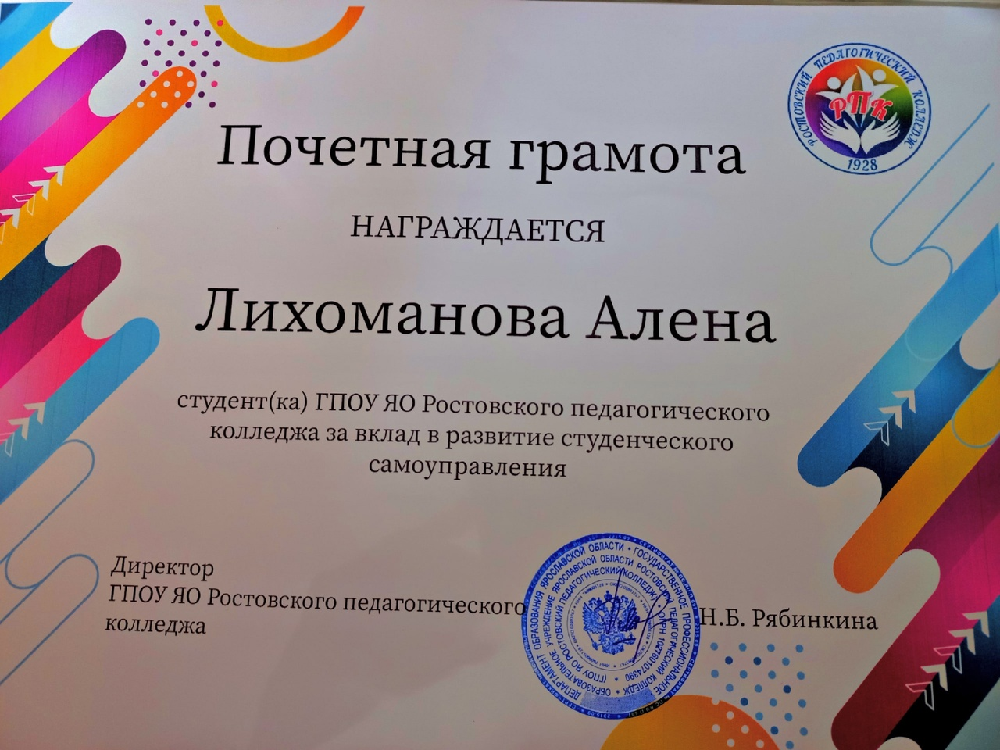 РОСТОВСКИЙ ПЕДАГОГИЧЕСКИЙ КОЛЛЕДЖ
РПК
1928
Почетная грамота
НАГРАЖДАЕТСЯ
Лихоманова Алена
студент(ка) ГПОУ ЯО Ростовского педагогического
колледжа за вклад в развитие студенческого
самоуправления
Директор
ГПОУ ЯО Ростовского педагогического
колледжа
Н.Б. Рябинкина
ДЕПАРТАМЕНТ ОБРАЗОВАНИЯ ЯРОСЛАВСКОЙ ОБЛАСТИ * ГОСУДАРСТВЕННОЕ ПРОФЕССИОНАЛЬНОЕ
ОБРАЗОВАТЕЛЬНОЕ УЧРЕЖДЕНИЕ ЯРОСЛАВСКОЙ ОБЛАСТИ РОСТОВСКИЙ ПЕДАГОГИЧЕСКИЙ КОЛЛЕДЖ
(ГПОУ ЯО РОСТОВСКИЙ ПЕДАГОГИЧЕСКИЙ КОЛЛЕДЖ) * ОГРН 1027601074390